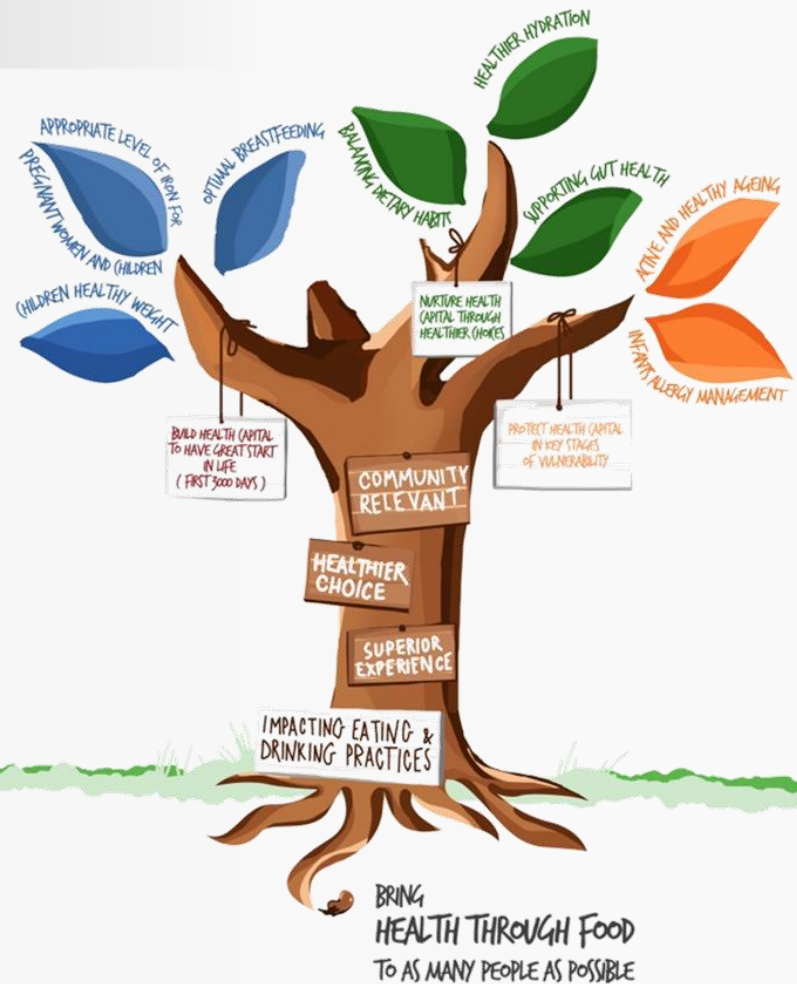 HEALTHIER HYDRATION
BALANCING DIETARY HABIT
SUPPORTING GUT HEALTH
APPROPRIATE LEVEL OF IRON FOR
PREGNANT WOMEN AND CHILDREN
OPTIMAL BREASTFEEDING
CHILDREN HEALTHY WEIGHT
ACTIVE AND HEALTHY AGEING
INFANTS ALLERGY MANAGEMENT
NURTURE HEALTH
CAPITAL THROUGH
HEALTHIER CHOICES
BUILD HEALTH CAPITAL
TO HAVE GREAT START
IN LIFE
( FIRST 3000 DAYS )
PROTECT HEALTH CAPITAL
IN KEY STAGES
OF VULNERABILITY
COMMUNITY
RELEVANT
HEALTHIER
CHOICE
SUPERIOR
EXPERIENCE
IMPACTING EATING &
DRINKING PRACTICES
BRING
HEALTH THROUGH FOOD
TO AS MANY PEOPLE AS POSSIBLE